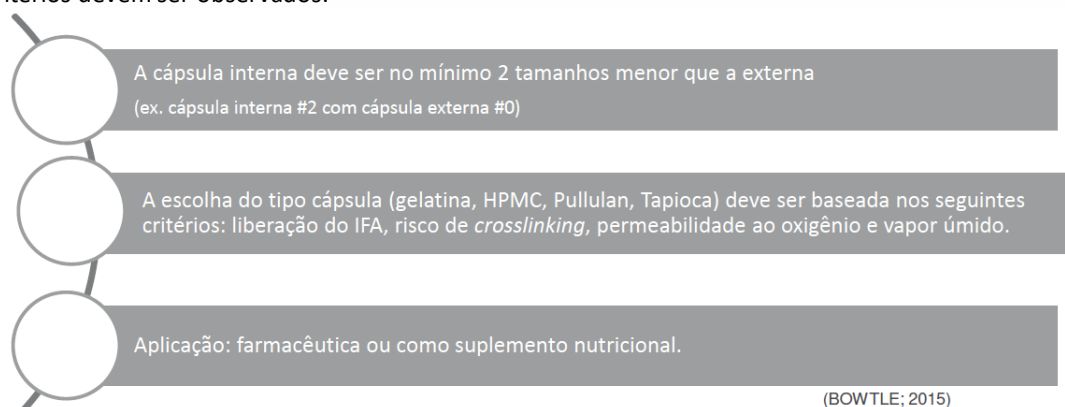 critérios devem ser observados:
A cápsula interna deve ser no mínimo 2 tamanhos menor que a externa
(ex. cápsula interna #2 com cápsula externa #0)
A escolha do tipo cápsula (gelatina, HPMC, Pullulan, Tapioca) deve ser baseada nos seguintes
critérios: liberação do IFA, risco de crosslinking, permeabilidade ao oxigênio e vapor úmido.
Aplicação: farmacêutica ou como suplemento nutricional.
(BOWTLE; 2015)